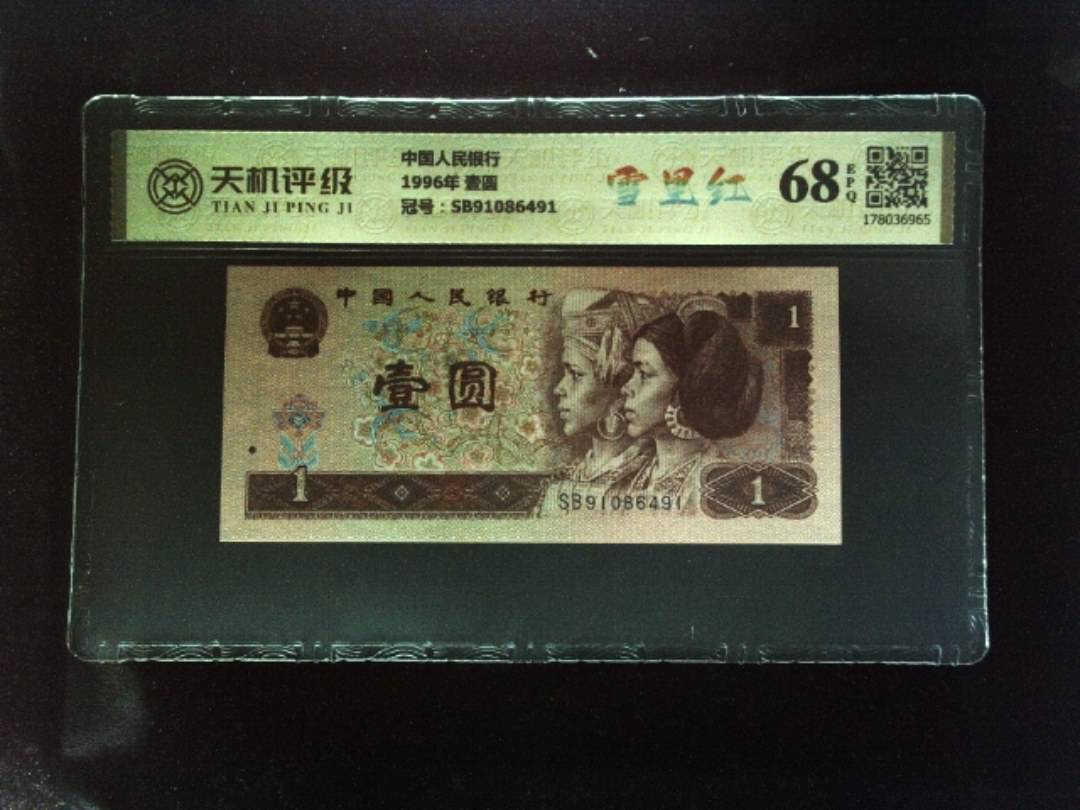 天机评级
TIAN JI PING JI
中国人民银行
1996年 壹圆
冠号：SB91086491
雪里红
68
EPQ
178036965
中國人民銀行
壹圆
1
1
SB91086491
1